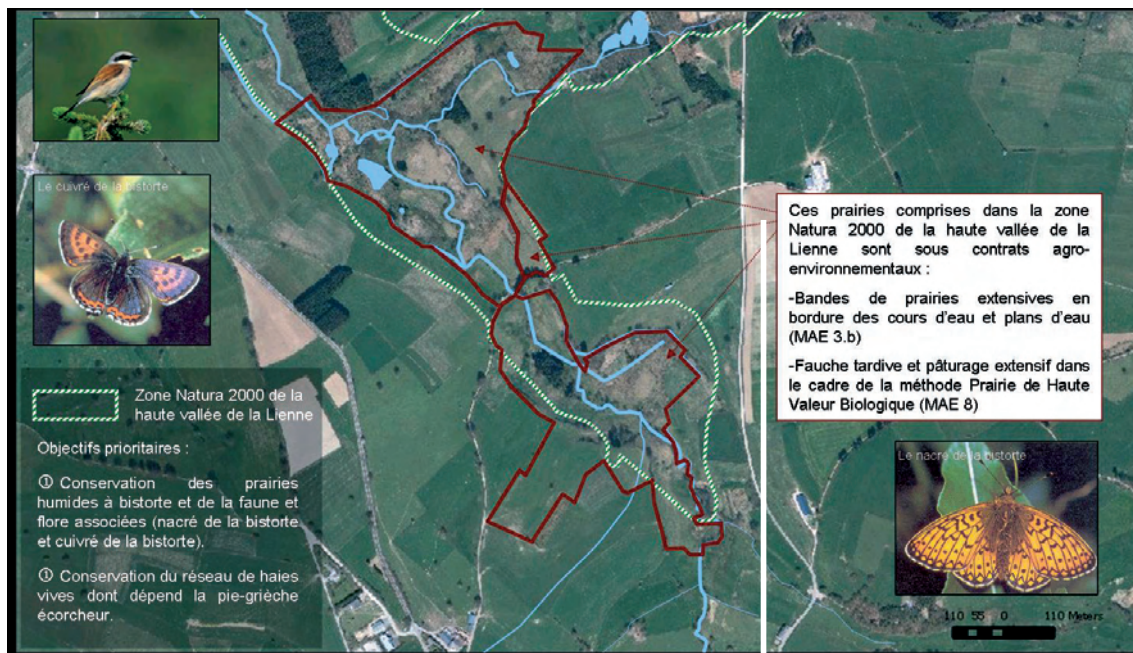 Le cuivré de la bistorte
Zone Natura 2000 de la
haute vallée de la Lienne
Objectifs prioritaires :
① Conservation des prairies
humides à bistorte et de la faune et
flore associées (nacré de la bistorte
et cuivré de la bistorte).
① Conservation du réseau de haies
vives dont dépend la pie-grièche
écorcheur.
Ces prairies comprises dans la zone
Natura 2000 de la haute vallée de la
Lienne sont sous contrats agro-
environnementaux :
-Bandes de prairies extensives en
bordure des cours d'eau et plans d'eau
(MAE 3.b)
-Fauche tardive et pâturage extensif dans
le cadre de la méthode Prairie de Haute
Valeur Biologique (MAE 8)
Le nacré de la bistorte
110 55 0 110 Meters